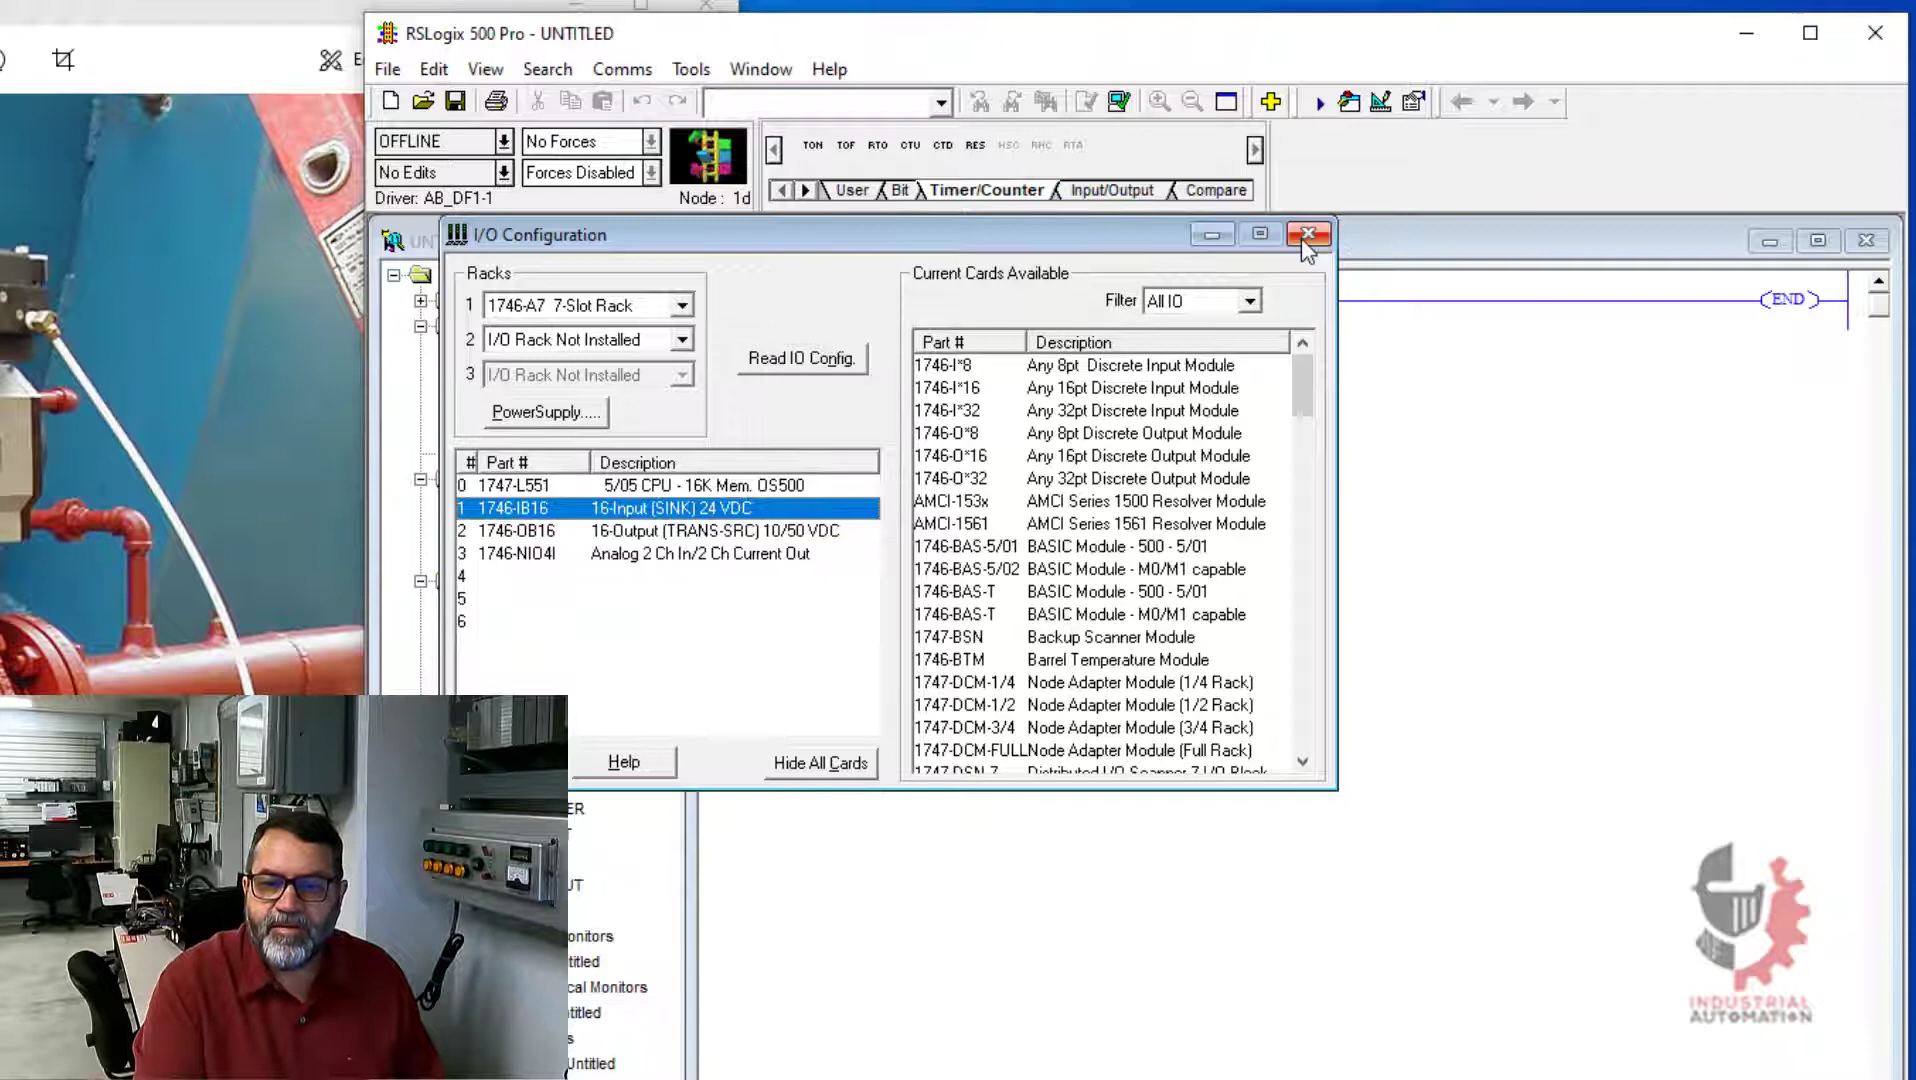 RSLogix 500 Pro - UNTITLED
File Edit View Search Comms Tools Window Help
OFFLINE No Forces
No Edits Forces Disabled
Driver: AB_DF1-1 Node : 1d
TON TOF RTO CTU CTD RES HSC RHC RTA
User Bit Timer/Counter Input/Output Compare
I/O Configuration
Racks
1 1746-A7 7-Slot Rack
2 I/O Rack Not Installed
3 I/O Rack Not Installed
PowerSupply.....
Read IO Config.
# Part # Description
0 1747-L551 5/05 CPU - 16K Mem. OS500
1 1746-IB16 16-Input (SINK) 24 VDC
2 1746-OB16 16-Output (TRANS-SRC) 10/50 VDC
3 1746-NIO4I Analog 2 Ch In/2 Ch Current Out
4
5
6
Help Hide All Cards
Current Cards Available
Filter All IO
Part # Description
1746-I*8 Any 8pt Discrete Input Module
1746-I*16 Any 16pt Discrete Input Module
1746-I*32 Any 32pt Discrete Input Module
1746-O*8 Any 8pt Discrete Output Module
1746-O*16 Any 16pt Discrete Output Module
1746-O*32 Any 32pt Discrete Output Module
AMCI-153x AMCI Series 1500 Resolver Module
AMCI-1561 AMCI Series 1561 Resolver Module
1746-BAS-5/01 BASIC Module - 500 - 5/01
1746-BAS-5/02 BASIC Module - M0/M1 capable
1746-BAS-T BASIC Module - 500 - 5/01
1746-BAS-T BASIC Module - M0/M1 capable
1747-BSN Backup Scanner Module
1746-BTM Barrel Temperature Module
1747-DCM-1/4 Node Adapter Module (1/4 Rack)
1747-DCM-1/2 Node Adapter Module (1/2 Rack)
1747-DCM-3/4 Node Adapter Module (3/4 Rack)
1747-DCM-FULL Node Adapter Module (Full Rack)
1747-DSN-7 Distributed I/O Scanner 7 I/O Block
END
ER
onitors
titled
cal Monitors
titled
Untitled
INDUSTRIAL
AUTOMATION